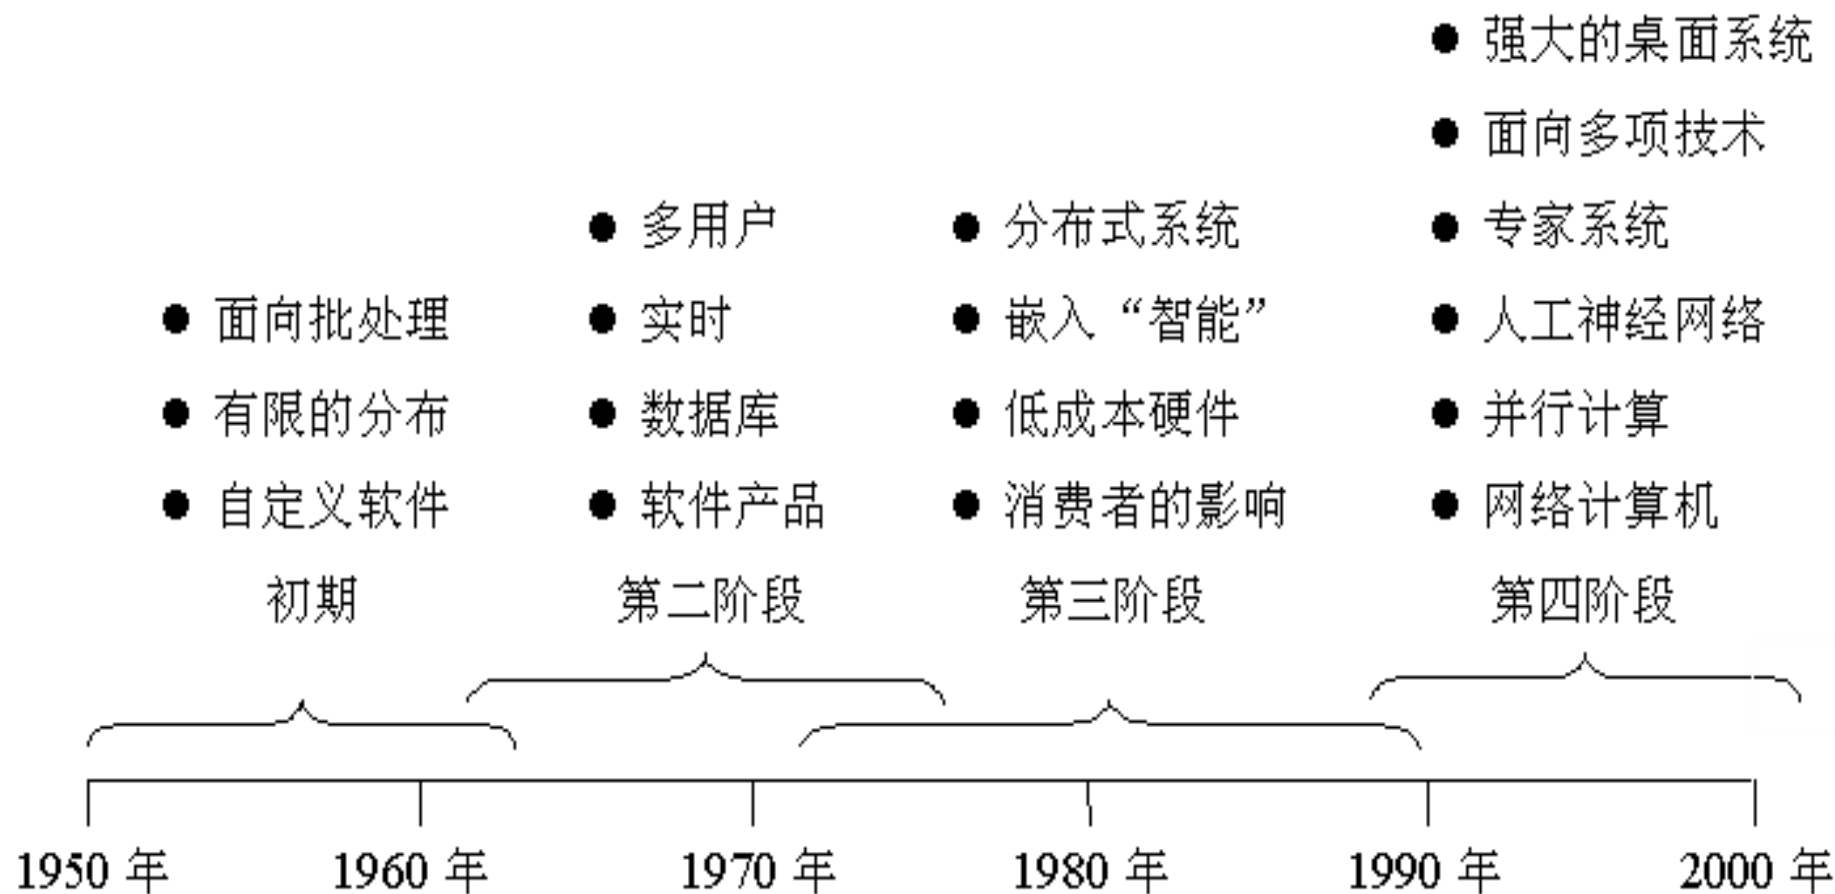 ● 强大的桌面系统
● 面向多项技术
● 多用户 ● 分布式系统 ● 专家系统
● 面向批处理 ● 实时 ● 嵌入“智能” ● 人工神经网络
● 有限的分布 ● 数据库 ● 低成本硬件 ● 并行计算
● 自定义软件 ● 软件产品 ● 消费者的影响 ● 网络计算机
初期 第二阶段 第三阶段 第四阶段
1950 年 1960 年 1970 年 1980 年 1990 年 2000 年